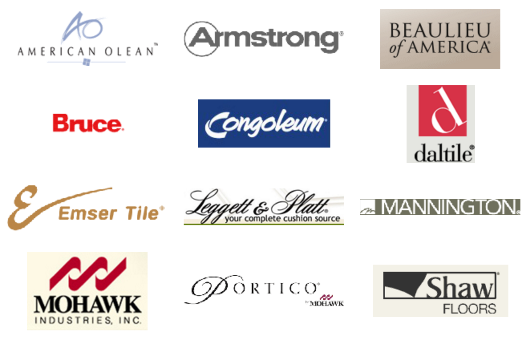 AO
AMERICAN OLEAN™
Armstrong®
BEAULIEU
of AMERICA
Bruce®
Congoleum®
d
daltile®
Emser Tile®
Leggett & Platt®
your complete cushion source
m MANNINGTON®
MOHAWK
INDUSTRIES, INC.
PORTICO®
BY MOHAWK
Shaw®
FLOORS